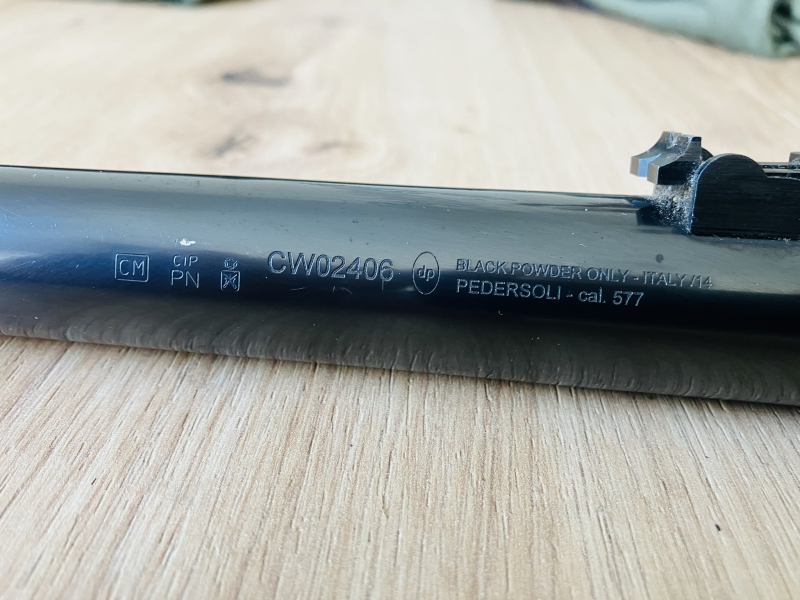 CM
CIP
PN
CW02406
dp
BLACK POWDER ONLY - ITALY /14
PEDERSOLI - cal. 577